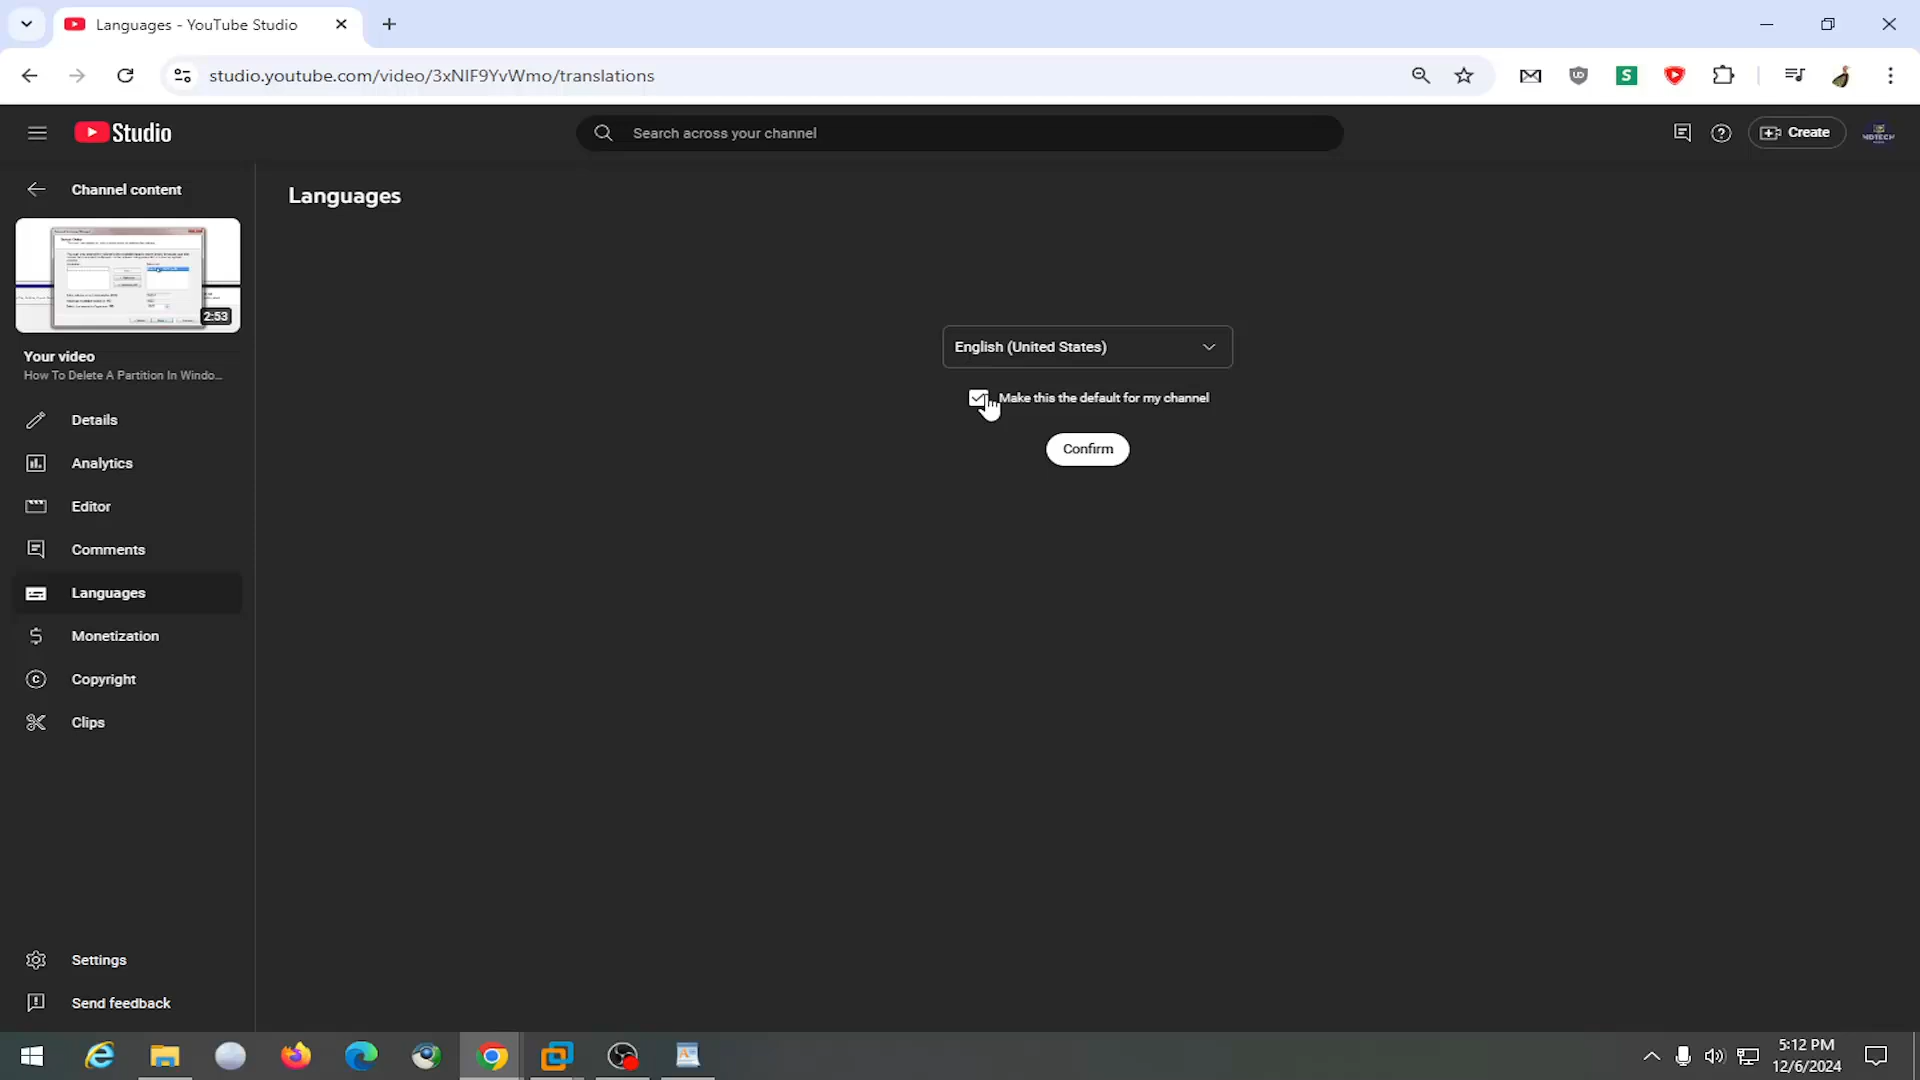 Languages - YouTube Studio
studio.youtube.com/video/3xNlF9YvWmo/translations
Studio
Search across your channel
Create
Channel content
Languages
2:53
Your video
How To Delete A Partition In Windo...
English (United States)
Make this the default for my channel
Confirm
Details
Analytics
Editor
Comments
Languages
Monetization
Copyright
Clips
Settings
Send feedback
5:12 PM
12/6/2024